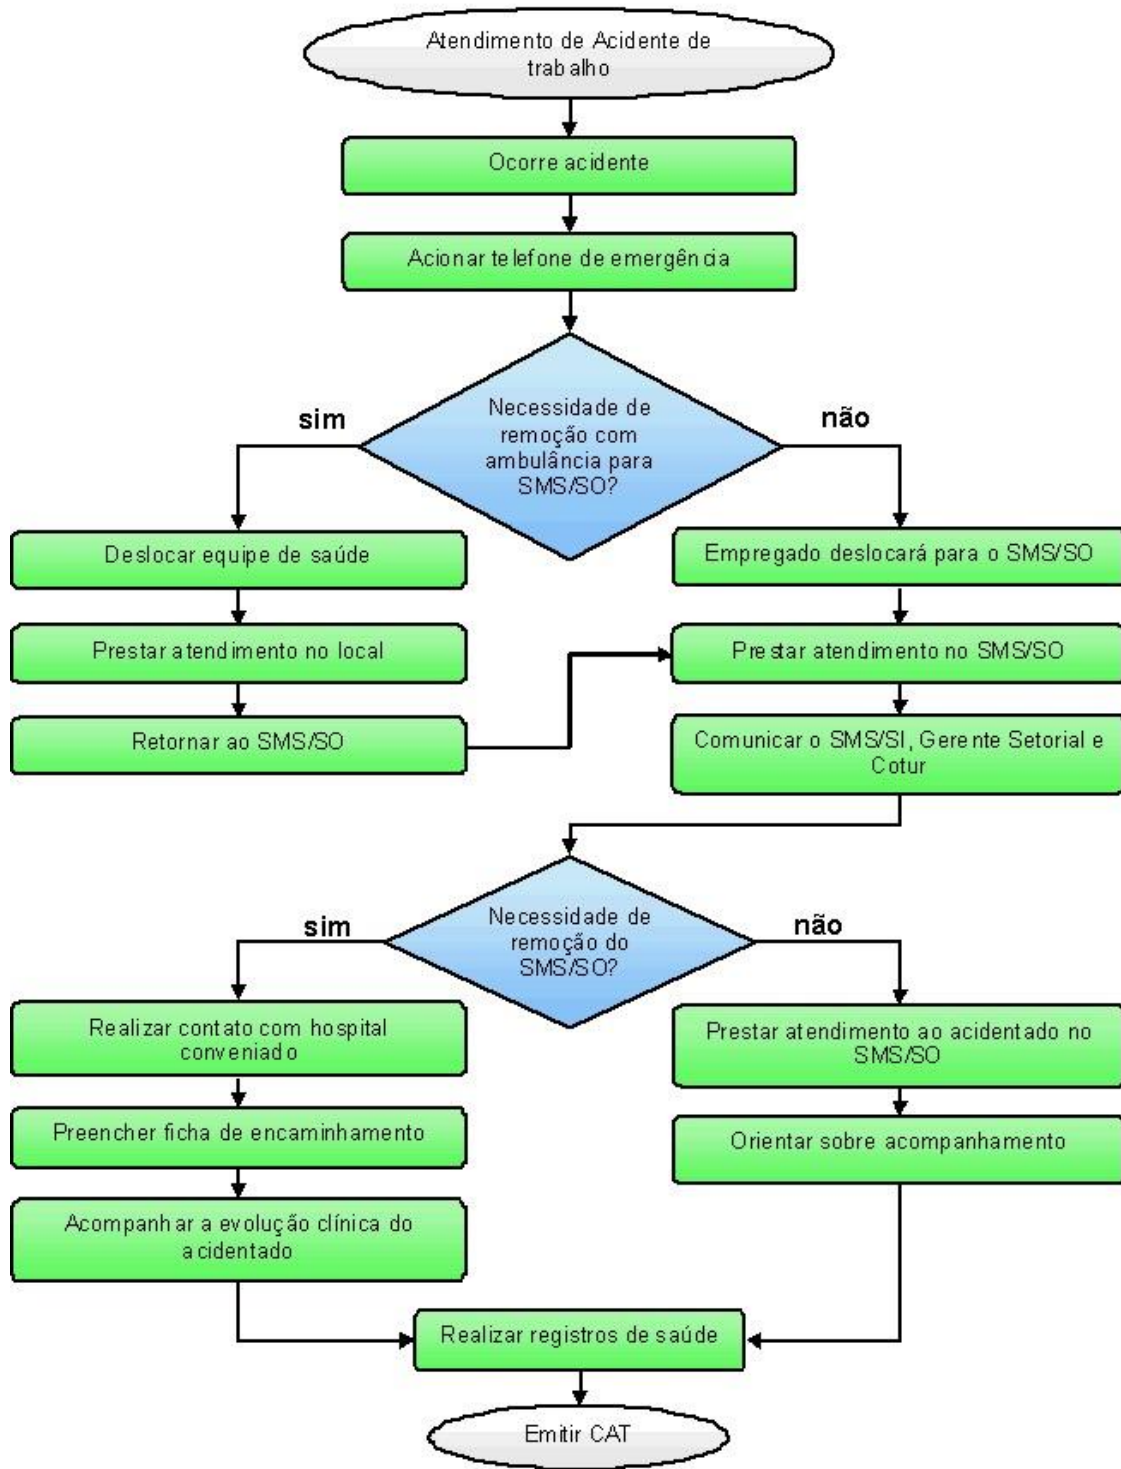 Atendimento de Acidente de
trabalho
Ocorre acidente
Acionar telefone de emergência
Necessidade de
remoção com
ambulância para
SMS/SO?
sim
não
Deslocar equipe de saúde
Empregado deslocará para o SMS/SO
Prestar atendimento no local
Prestar atendimento no SMS/SO
Retornar ao SMS/SO
Comunicar o SMS/SI, Gerente Setorial e
Cotur
Necessidade de
remoção do
SMS/SO?
sim
não
Realizar contato com hospital
conveniado
Prestar atendimento ao acidentado no
SMS/SO
Preencher ficha de encaminhamento
Orientar sobre acompanhamento
Acompanhar a evolução clínica do
acidentado
Realizar registros de saúde
Emitir CAT